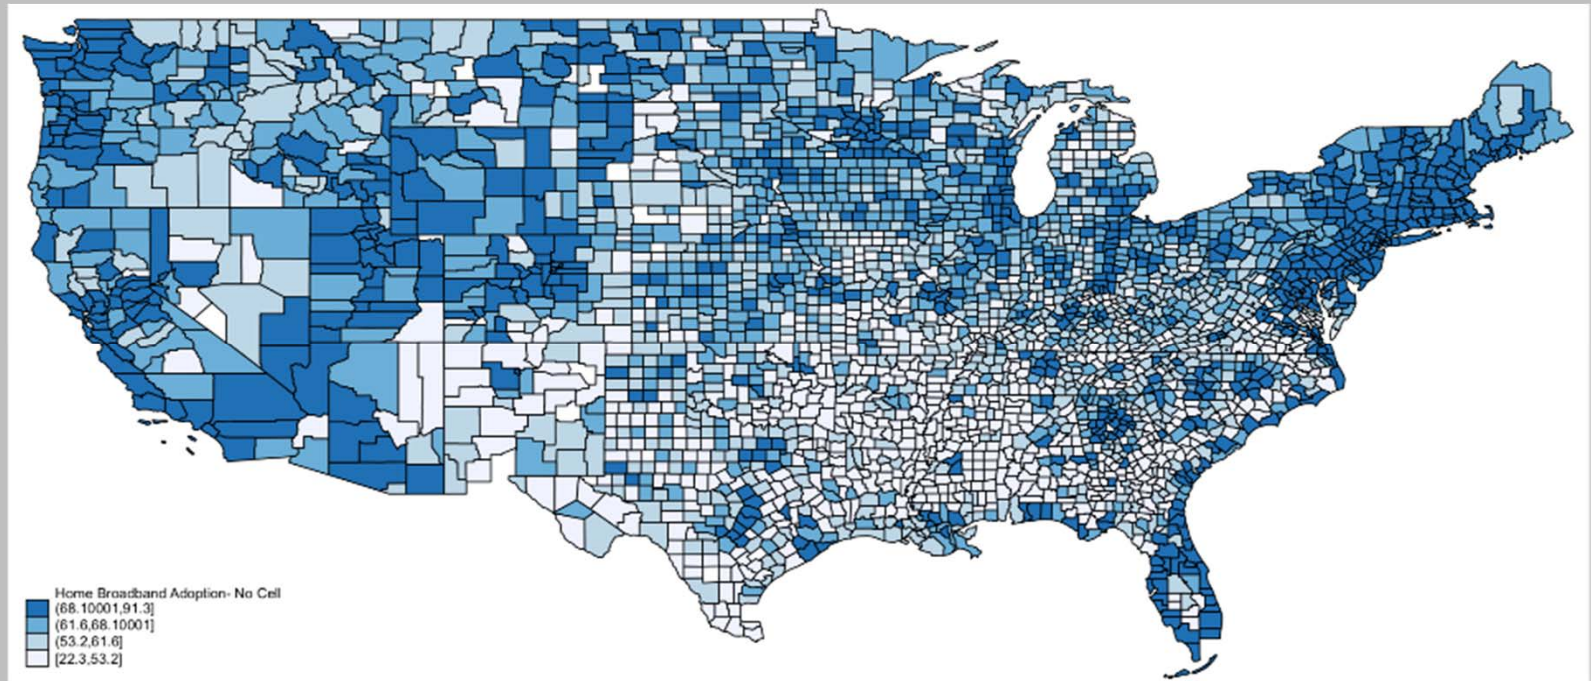 Home Broadband Adoption- No Cell
(68.10001,91.3]
(61.6,68.10001]
(53.2,61.6]
[22.3,53.2]